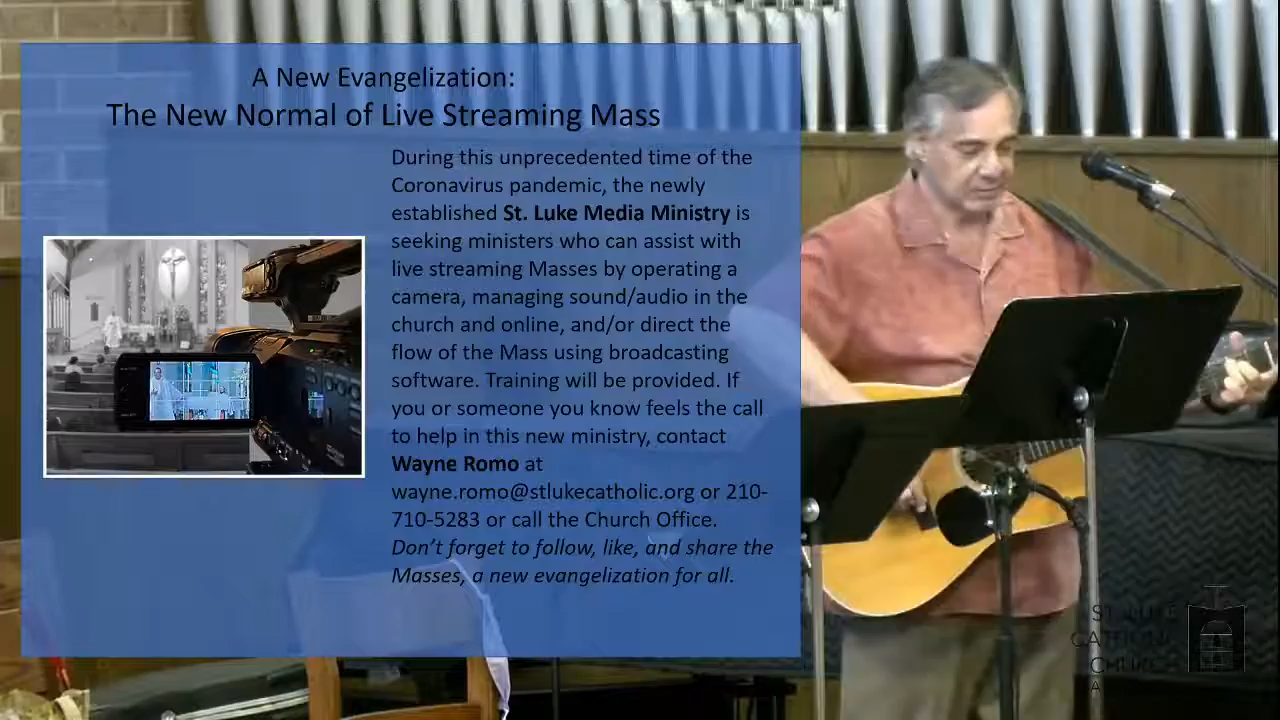 A New Evangelization:
The New Normal of Live Streaming Mass
During this unprecedented time of the
Coronavirus pandemic, the newly
established St. Luke Media Ministry is
seeking ministers who can assist with
live streaming Masses by operating a
camera, managing sound/audio in the
church and online, and/or direct the
flow of the Mass using broadcasting
software. Training will be provided. If
you or someone you know feels the call
to help in this new ministry, contact
Wayne Romo at
wayne.romo@stlukecatholic.org or 210-
710-5283 or call the Church Office.
Don't forget to follow, like, and share the
Masses, a new evangelization for all.
ST. LUKE
CATHOLIC
CHURCH